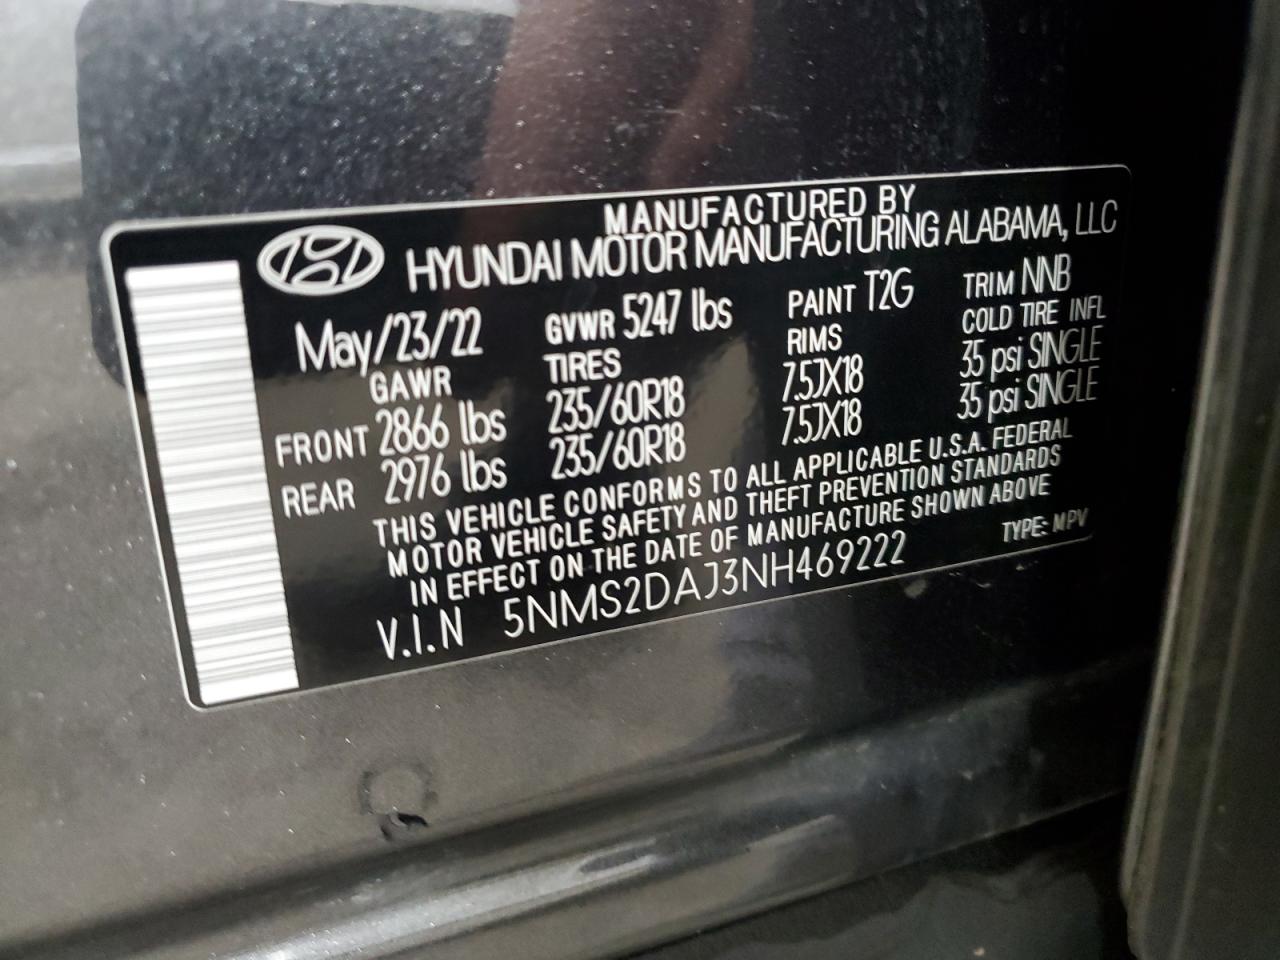 MANUFACTURED BY
HYUNDAI MOTOR MANUFACTURING ALABAMA, LLC
May/23/22 GVWR 5247 lbs PAINT T2G TRIM NNB
GAWR TIRES RIMS COLD TIRE INFL
FRONT 2866 lbs 235/60R18 7.5JX18 35 psi SINGLE
REAR 2976 lbs 235/60R18 7.5JX18 35 psi SINGLE
THIS VEHICLE CONFORMS TO ALL APPLICABLE U.S.A. FEDERAL
MOTOR VEHICLE SAFETY AND THEFT PREVENTION STANDARDS
IN EFFECT ON THE DATE OF MANUFACTURE SHOWN ABOVE
V.I.N 5NMS2DAJ3NH469222 TYPE: MPV